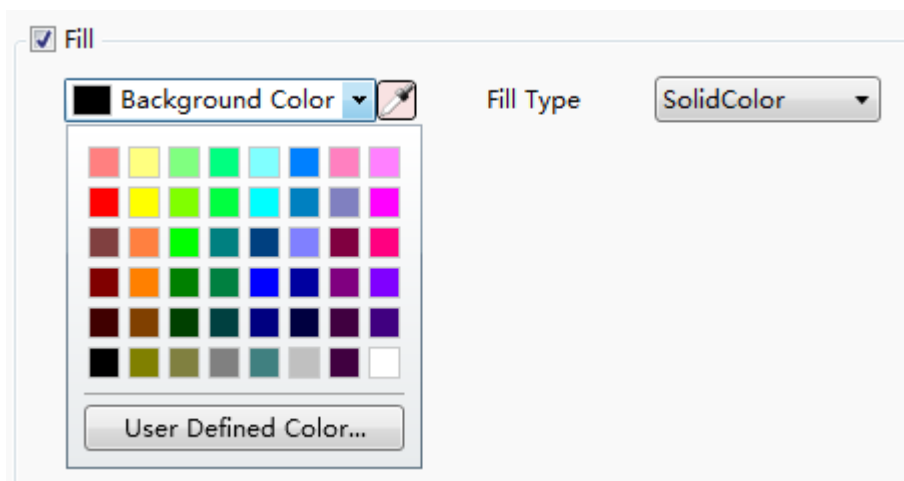 Fill
Background Color
Fill Type
SolidColor
User Defined Color...